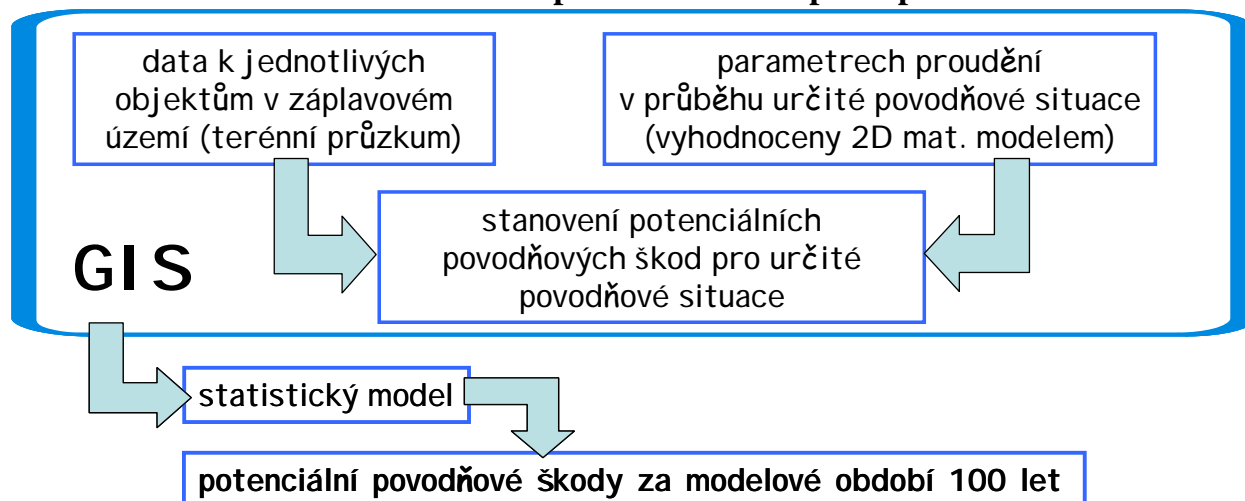 data k jednotlivých
objektům v záplavovém
území (terénní průzkum)
parametrech proudění
v průběhu určité povodňové situace
(vyhodnoceny 2D mat. modelem)
stanovení potenciálních
povodňových škod pro určité
povodňové situace
GIS
statistický model
potenciální povodňové škody za modelové období 100 let